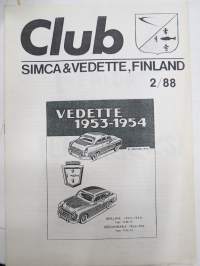 Club
SIMCA & VEDETTE, FINLAND
2/88
VEDETTE
1953-1954